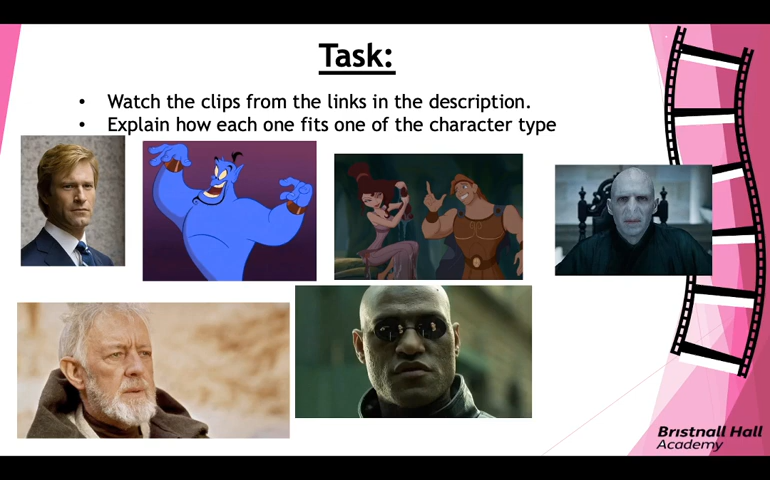 Task:
• Watch the clips from the links in the description.
• Explain how each one fits one of the character type
Bristnall Hall
Academy